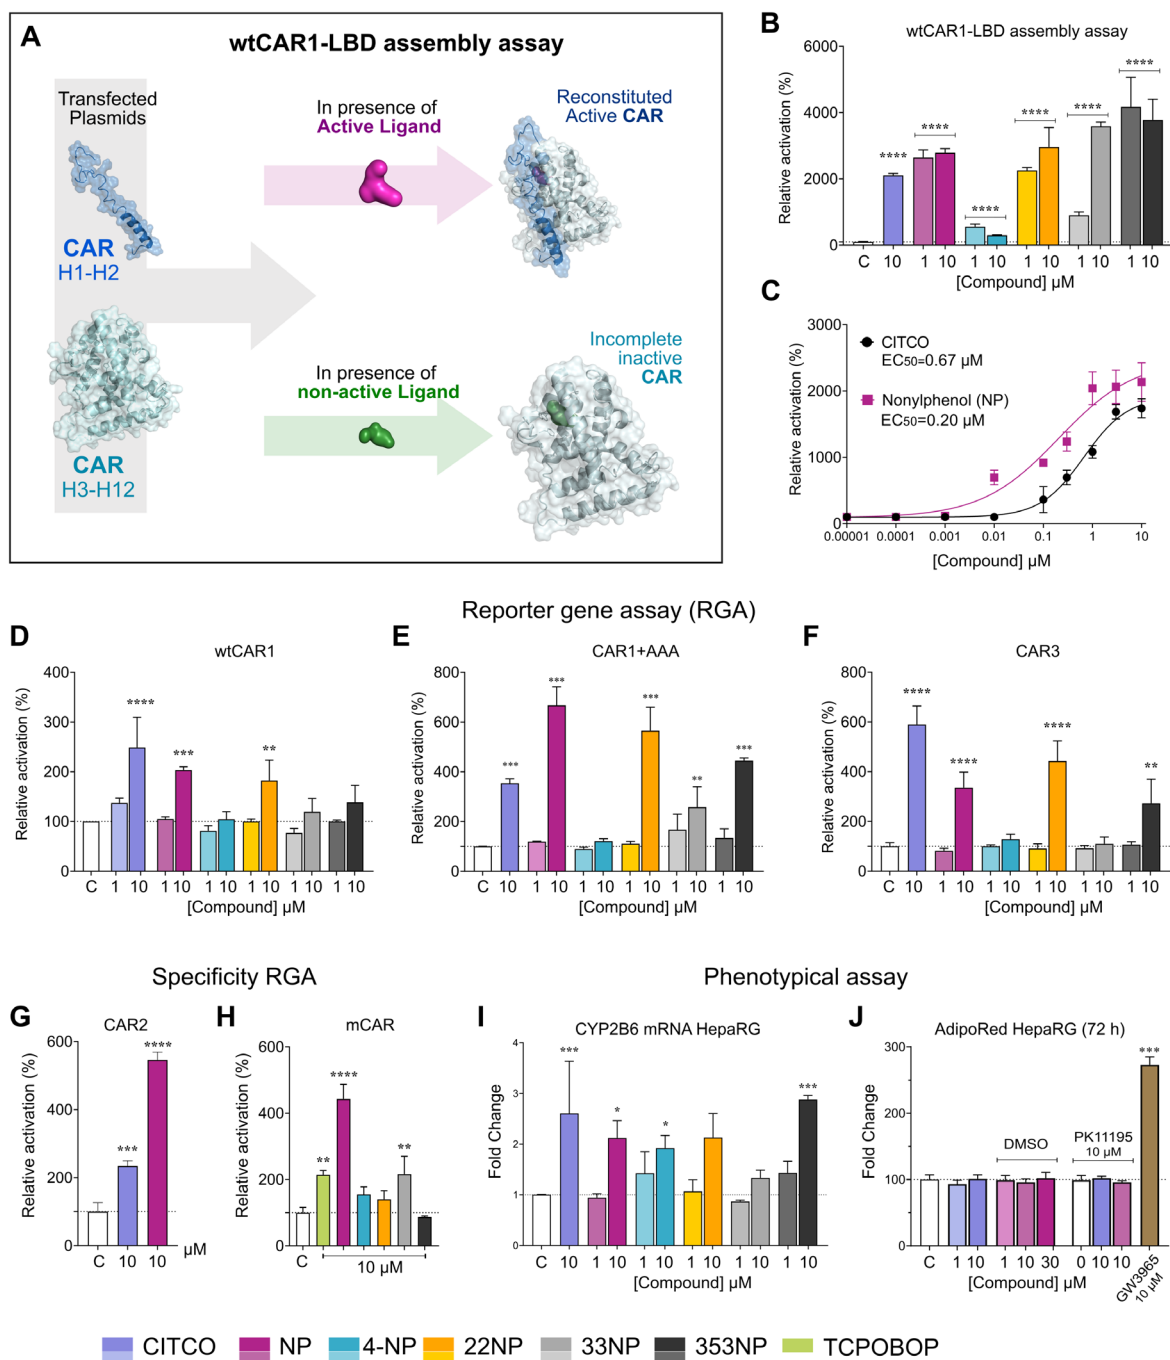 A
wtCAR1-LBD assembly assay
Transfected
Plasmids
In presence of
Active Ligand
Reconstituted
Active CAR
CAR
H1-H2
CAR
H3-H12
In presence of
non-active Ligand
Incomplete
inactive
CAR
B
wtCAR1-LBD assembly assay
Relative activation (%)
6000
4000
2000
0
****
****
****
****
****
****
C 10 1 10 1 10 1 10 1 10 1 10
[Compound] µM
C
Relative activation (%)
3000
2000
1000
0
CITCO
EC50=0.67 µM
Nonylphenol (NP)
EC50=0.20 µM
0.00001 0.0001 0.001 0.01 0.1 1 10
[Compound] µM
Reporter gene assay (RGA)
D
wtCAR1
Relative activation (%)
400
300
200
100
0
****
***
**
C 1 10 1 10 1 10 1 10 1 10 1 10
[Compound] µM
E
CAR1+AAA
Relative activation (%)
800
600
400
200
0
***
***
***
**
***
C 10 1 10 1 10 1 10 1 10 1 10
[Compound] µM
F
CAR3
Relative activation (%)
800
600
400
200
0
****
****
****
**
C 10 1 10 1 10 1 10 1 10 1 10
[Compound] µM
Specificity RGA
G
CAR2
Relative activation (%)
600
400
200
0
***
****
C 10 10 µM
H
mCAR
Relative activation (%)
600
400
200
0
**
****
**
C
10 µM
Phenotypical assay
I
CYP2B6 mRNA HepaRG
Fold Change
4
3
2
1
0
***
*
*
***
C 10 1 10 1 10 1 10 1 10 1 10
[Compound] µM
J
AdipoRed HepaRG (72 h)
Fold Change
300
200
100
0
DMSO
PK11195
10 µM
***
C 1 10 1 10 30 0 10 10
GW3965
10 µM
[Compound] µM
CITCO NP 4-NP 22NP 33NP 353NP TCPOBOP